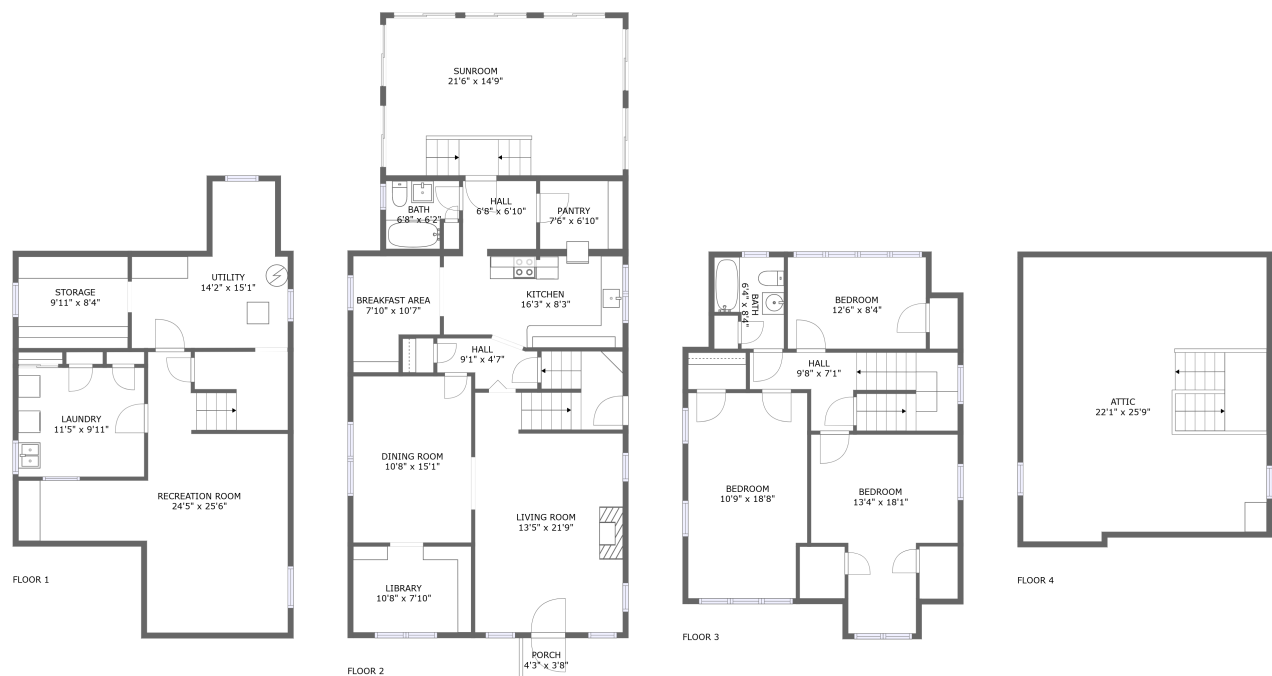 STORAGE
9'11" x 8'4"
UTILITY
14'2" x 15'1"
LAUNDRY
11'5" x 9'11"
RECREATION ROOM
24'5" x 25'6"
FLOOR 1
SUNROOM
21'6" x 14'9"
BATH
6'8" x 6'2"
HALL
6'8" x 6'10"
PANTRY
7'6" x 6'10"
BREAKFAST AREA
7'10" x 10'7"
KITCHEN
16'3" x 8'3"
HALL
9'1" x 4'7"
DINING ROOM
10'8" x 15'1"
LIVING ROOM
13'5" x 21'9"
LIBRARY
10'8" x 7'10"
PORCH
4'3" x 3'8"
FLOOR 2
BATH
6'4" x 8'4"
BEDROOM
12'6" x 8'4"
HALL
9'8" x 7'1"
BEDROOM
10'9" x 18'8"
BEDROOM
13'4" x 18'1"
FLOOR 3
ATTIC
22'1" x 25'9"
FLOOR 4